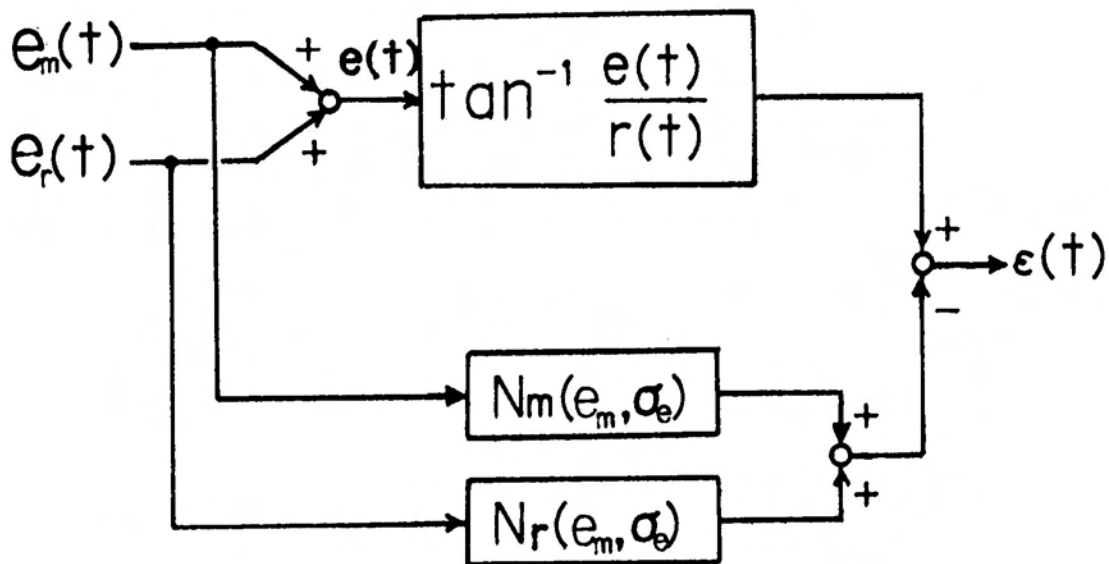 eₘ(t)
+
e(t)
tan⁻¹ e(t)/r(t)
eᵣ(t)
+
+
ε(t)
−
Nm(eₘ,σₑ)
+
Nr(eₘ,σₑ)
+